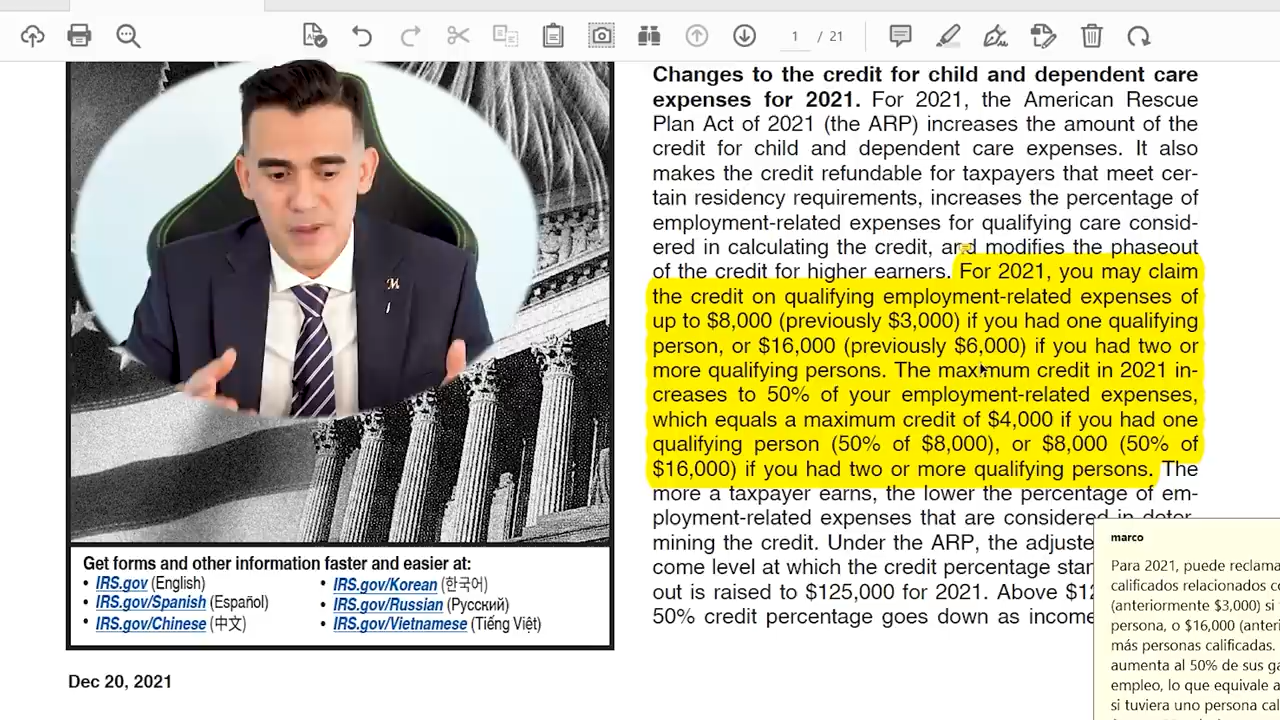 1 / 21
Changes to the credit for child and dependent care
expenses for 2021. For 2021, the American Rescue
Plan Act of 2021 (the ARP) increases the amount of the
credit for child and dependent care expenses. It also
makes the credit refundable for taxpayers that meet cer-
tain residency requirements, increases the percentage of
employment-related expenses for qualifying care consid-
ered in calculating the credit, and modifies the phaseout
of the credit for higher earners. For 2021, you may claim
the credit on qualifying employment-related expenses of
up to $8,000 (previously $3,000) if you had one qualifying
person, or $16,000 (previously $6,000) if you had two or
more qualifying persons. The maximum credit in 2021 in-
creases to 50% of your employment-related expenses,
which equals a maximum credit of $4,000 if you had one
qualifying person (50% of $8,000), or $8,000 (50% of
$16,000) if you had two or more qualifying persons. The
more a taxpayer earns, the lower the percentage of em-
ployment-related expenses that are considered in deter-
mining the credit. Under the ARP, the adjuste
come level at which the credit percentage star
out is raised to $125,000 for 2021. Above $12
50% credit percentage goes down as income
Get forms and other information faster and easier at:
• IRS.gov (English)
• IRS.gov/Spanish (Español)
• IRS.gov/Chinese (中文)
• IRS.gov/Korean (한국어)
• IRS.gov/Russian (Русский)
• IRS.gov/Vietnamese (Tiếng Việt)
Dec 20, 2021
marco
Para 2021, puede reclama
calificados relacionados c
(anteriormente $3,000) si
persona, o $16,000 (anteri
más personas calificadas.
aumenta al 50% de sus ga
empleo, lo que equivale a
si tuviera uno persona cal